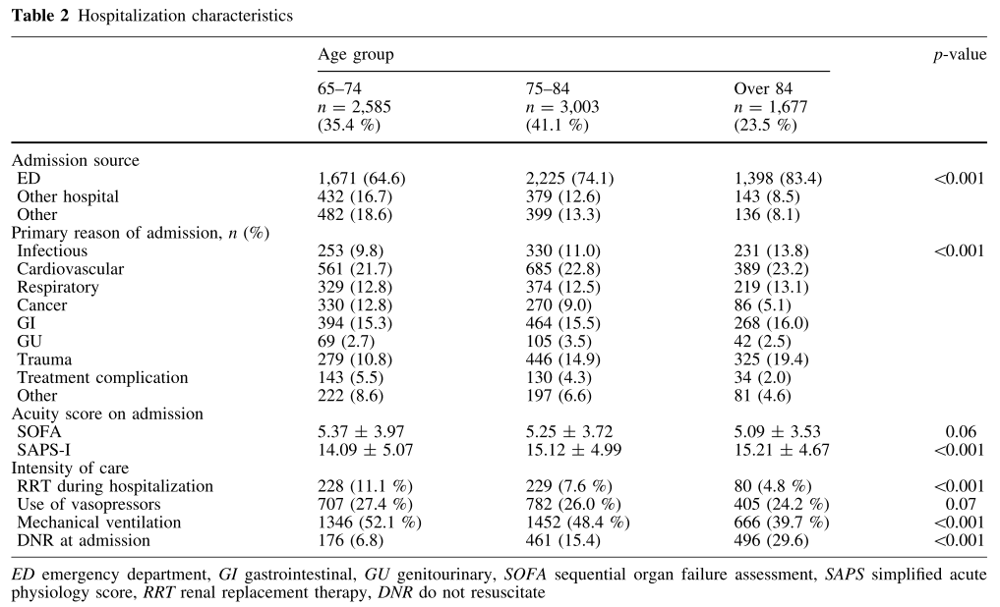 Table 2 Hospitalization characteristics
Age group p-value
65–74 75–84 Over 84
n = 2,585 n = 3,003 n = 1,677
(35.4 %) (41.1 %) (23.5 %)
Admission source
ED 1,671 (64.6) 2,225 (74.1) 1,398 (83.4) <0.001
Other hospital 432 (16.7) 379 (12.6) 143 (8.5)
Other 482 (18.6) 399 (13.3) 136 (8.1)
Primary reason of admission, n (%)
Infectious 253 (9.8) 330 (11.0) 231 (13.8) <0.001
Cardiovascular 561 (21.7) 685 (22.8) 389 (23.2)
Respiratory 329 (12.8) 374 (12.5) 219 (13.1)
Cancer 330 (12.8) 270 (9.0) 86 (5.1)
GI 394 (15.3) 464 (15.5) 268 (16.0)
GU 69 (2.7) 105 (3.5) 42 (2.5)
Trauma 279 (10.8) 446 (14.9) 325 (19.4)
Treatment complication 143 (5.5) 130 (4.3) 34 (2.0)
Other 222 (8.6) 197 (6.6) 81 (4.6)
Acuity score on admission
SOFA 5.37 ± 3.97 5.25 ± 3.72 5.09 ± 3.53 0.06
SAPS-I 14.09 ± 5.07 15.12 ± 4.99 15.21 ± 4.67 <0.001
Intensity of care
RRT during hospitalization 228 (11.1 %) 229 (7.6 %) 80 (4.8 %) <0.001
Use of vasopressors 707 (27.4 %) 782 (26.0 %) 405 (24.2 %) 0.07
Mechanical ventilation 1346 (52.1 %) 1452 (48.4 %) 666 (39.7 %) <0.001
DNR at admission 176 (6.8) 461 (15.4) 496 (29.6) <0.001
ED emergency department, GI gastrointestinal, GU genitourinary, SOFA sequential organ failure assessment, SAPS simplified acute
physiology score, RRT renal replacement therapy, DNR do not resuscitate